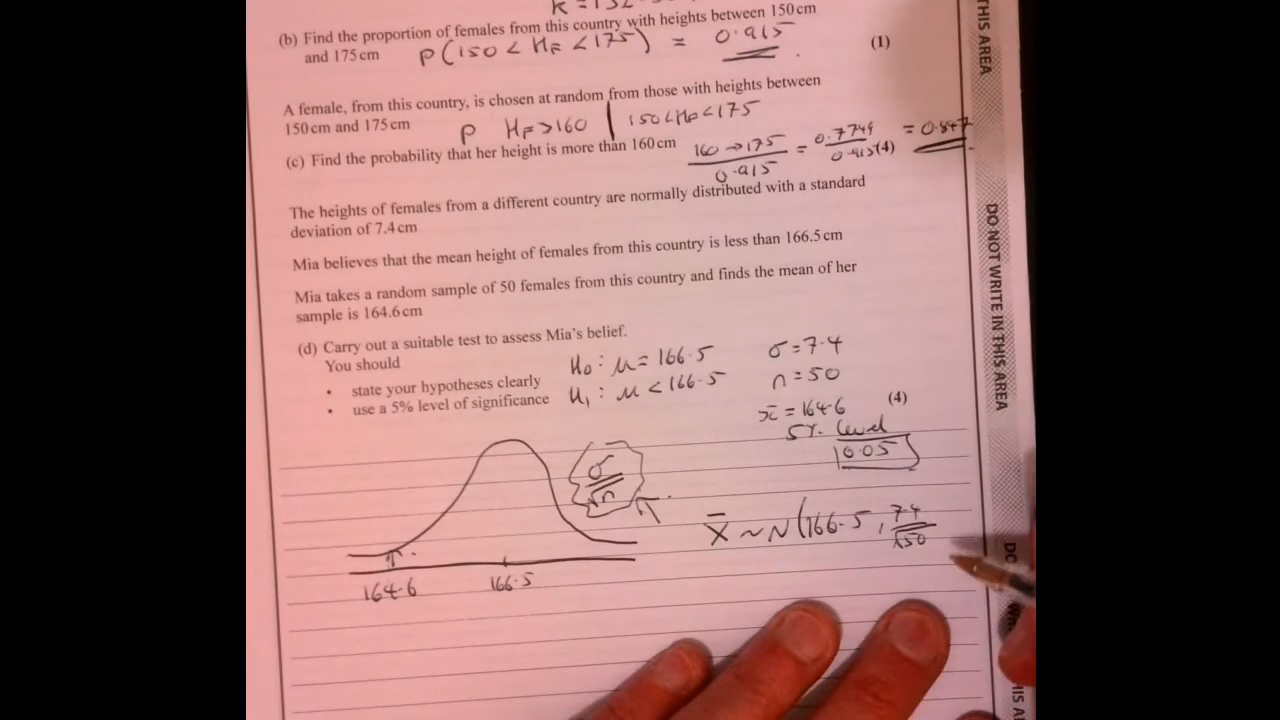 (b) Find the proportion of females from this country with heights between 150 cm
and 175 cm P(150 < HF < 175) = 0.915
(1)
A female, from this country, is chosen at random from those with heights between
150 cm and 175 cm P HF > 160 | 150 < HF < 175
(c) Find the probability that her height is more than 160 cm 160 → 175 / 0.915 = 0.7749 / 0.915 = 0.847
(4)
The heights of females from a different country are normally distributed with a standard
deviation of 7.4 cm
Mia believes that the mean height of females from this country is less than 166.5 cm
Mia takes a random sample of 50 females from this country and finds the mean of her
sample is 164.6 cm
(d) Carry out a suitable test to assess Mia's belief.
You should
• state your hypotheses clearly
• use a 5% level of significance
(4)
H0 : μ = 166.5
H1 : μ < 166.5
σ = 7.4
n = 50
x̄ = 164.6
5% level
0.05
σ/√n
X̄ ~ N(166.5, 7.4/√50
164.6 166.5
THIS AREA
DO NOT WRITE IN THIS AREA
DO
HIS A